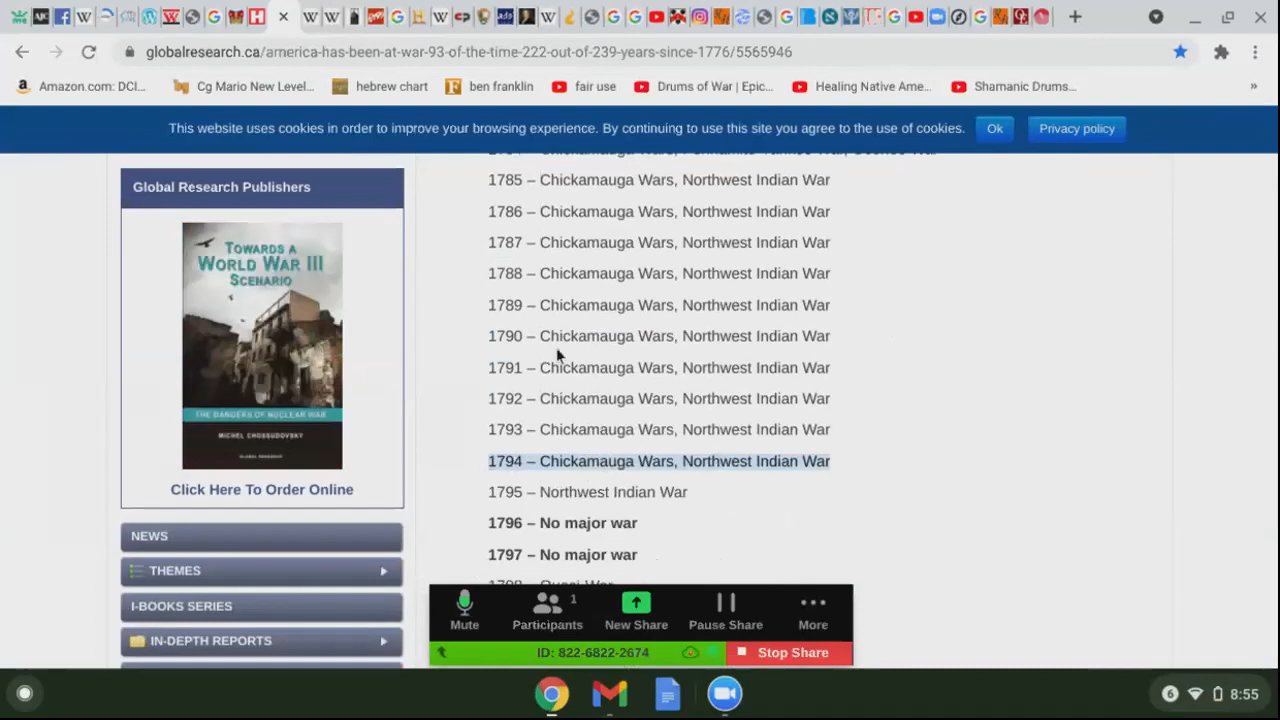 globalresearch.ca/america-has-been-at-war-93-of-the-time-222-out-of-239-years-since-1776/5565946
Amazon.com: DCI...
Cg Mario New Level...
hebrew chart
ben franklin
fair use
Drums of War | Epic...
Healing Native Ame...
Shamanic Drums...
»
This website uses cookies in order to improve your browsing experience. By continuing to use this site you agree to the use of cookies.
Ok
Privacy policy
Global Research Publishers
TOWARDS A
WORLD WAR III
SCENARIO
THE DANGERS OF NUCLEAR WAR
MICHEL CHOSSUDOVSKY
Click Here To Order Online
NEWS
THEMES
I-BOOKS SERIES
IN-DEPTH REPORTS
1785 – Chickamauga Wars, Northwest Indian War
1786 – Chickamauga Wars, Northwest Indian War
1787 – Chickamauga Wars, Northwest Indian War
1788 – Chickamauga Wars, Northwest Indian War
1789 – Chickamauga Wars, Northwest Indian War
1790 – Chickamauga Wars, Northwest Indian War
1791 – Chickamauga Wars, Northwest Indian War
1792 – Chickamauga Wars, Northwest Indian War
1793 – Chickamauga Wars, Northwest Indian War
1794 – Chickamauga Wars, Northwest Indian War
1795 – Northwest Indian War
1796 – No major war
1797 – No major war
Mute
Participants
1
New Share
Pause Share
More
ID: 822-6822-2674
Stop Share
6
8:55